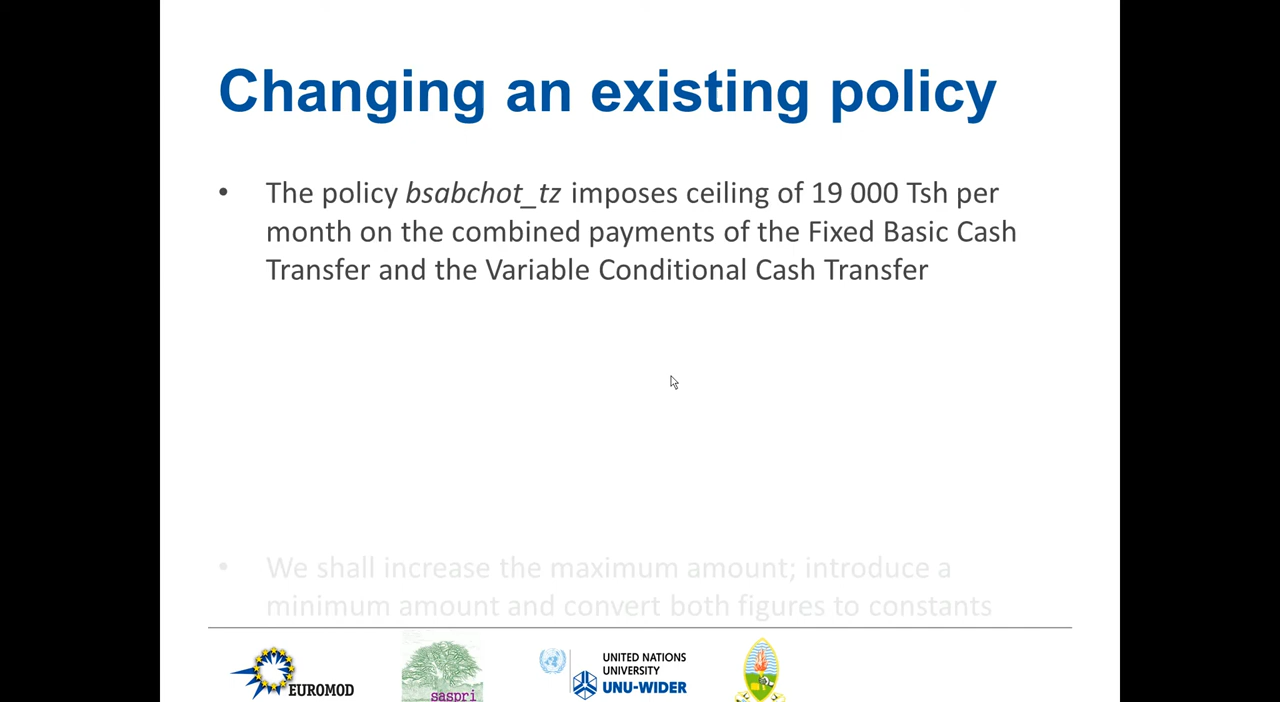 Changing an existing policy
• The policy bsabchot_tz imposes ceiling of 19 000 Tsh per
month on the combined payments of the Fixed Basic Cash
Transfer and the Variable Conditional Cash Transfer
• We shall increase the maximum amount; introduce a
minimum amount and convert both figures to constants
EUROMOD
saspri
UNITED NATIONS
UNIVERSITY
UNU-WIDER